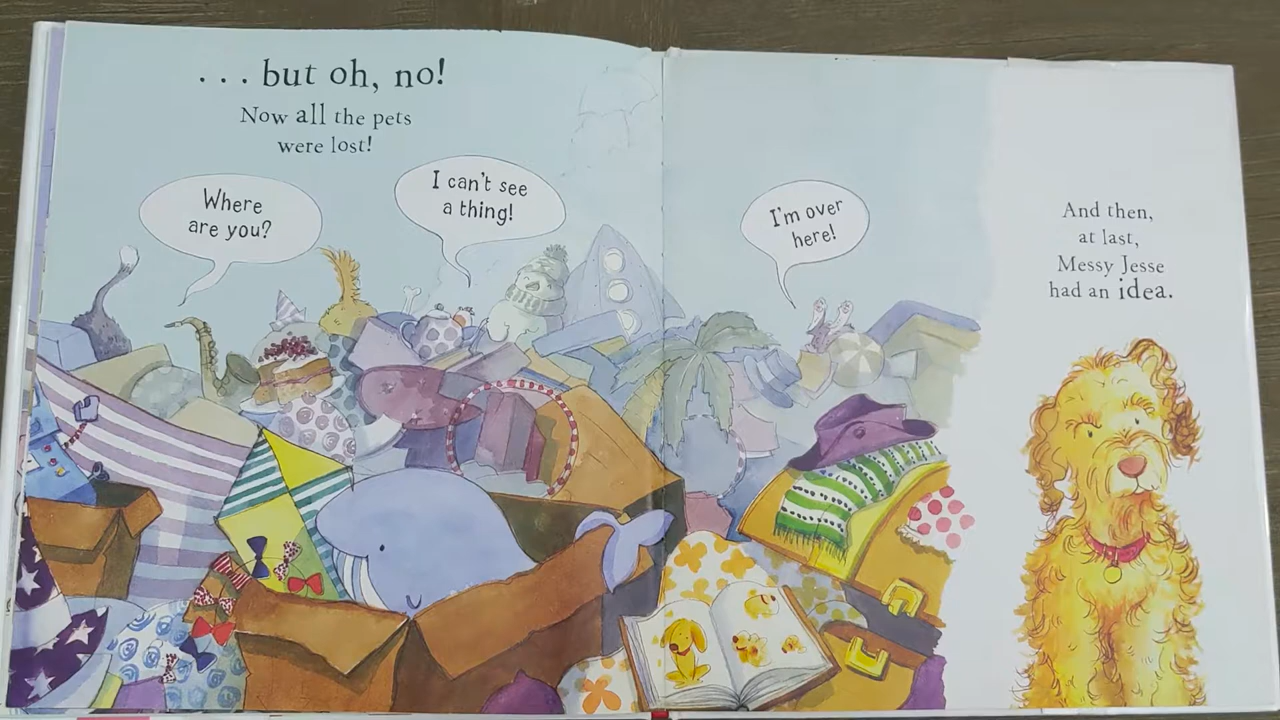 . . . but oh, no!
Now all the pets
were lost!
Where
are you?
I can't see
a thing!
I'm over
here!
And then,
at last,
Messy Jesse
had an idea.